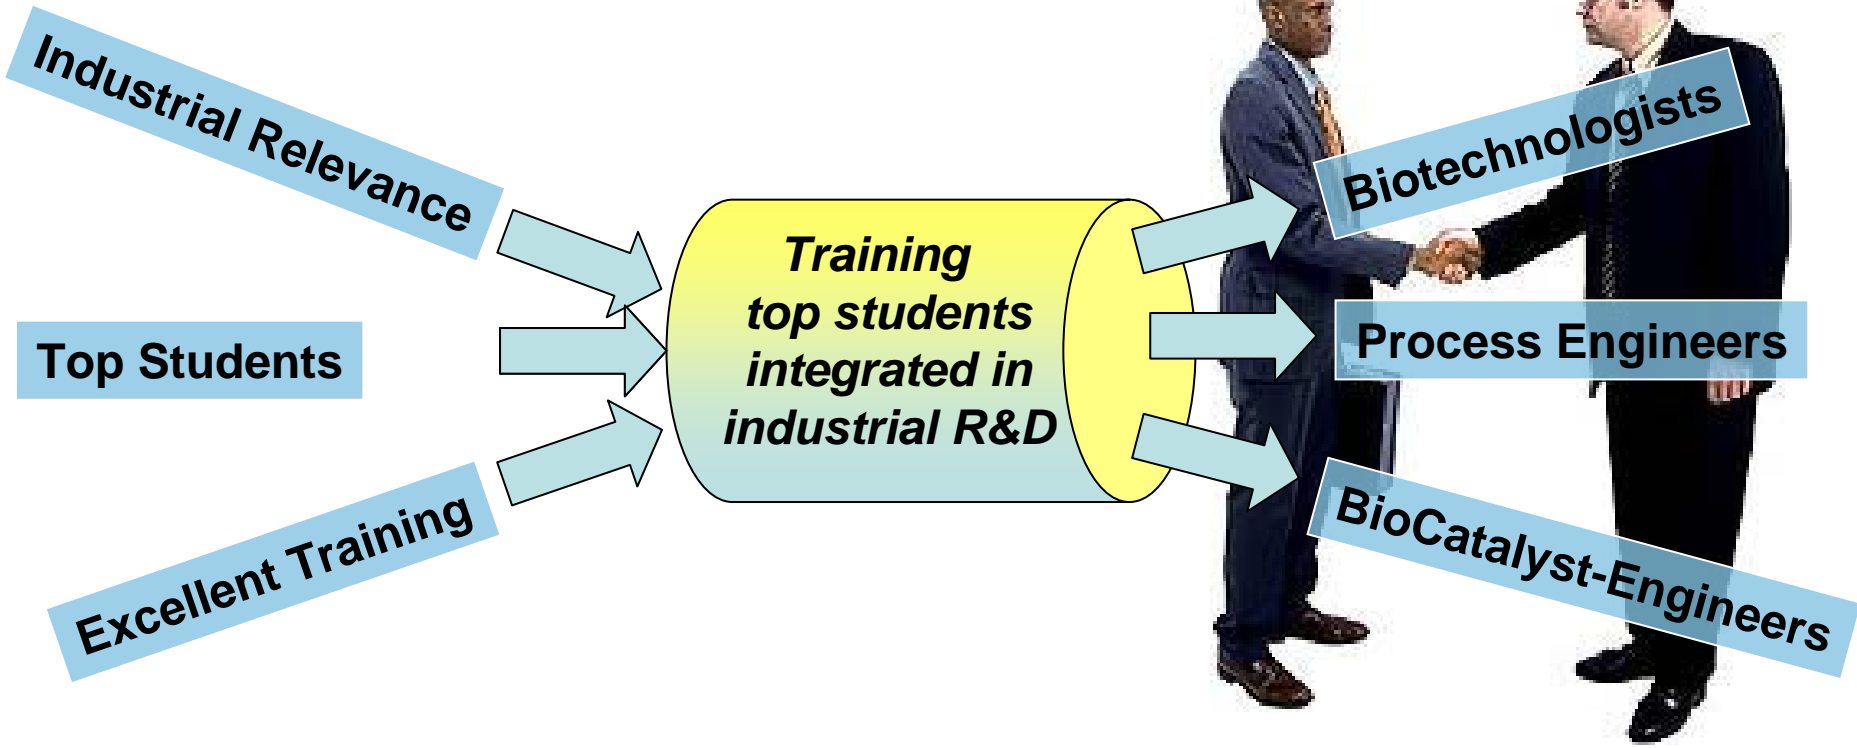 Industrial Relevance
Top Students
Excellent Training
Training
top students
integrated in
industrial R&D
Biotechnologists
Process Engineers
BioCatalyst-Engineers